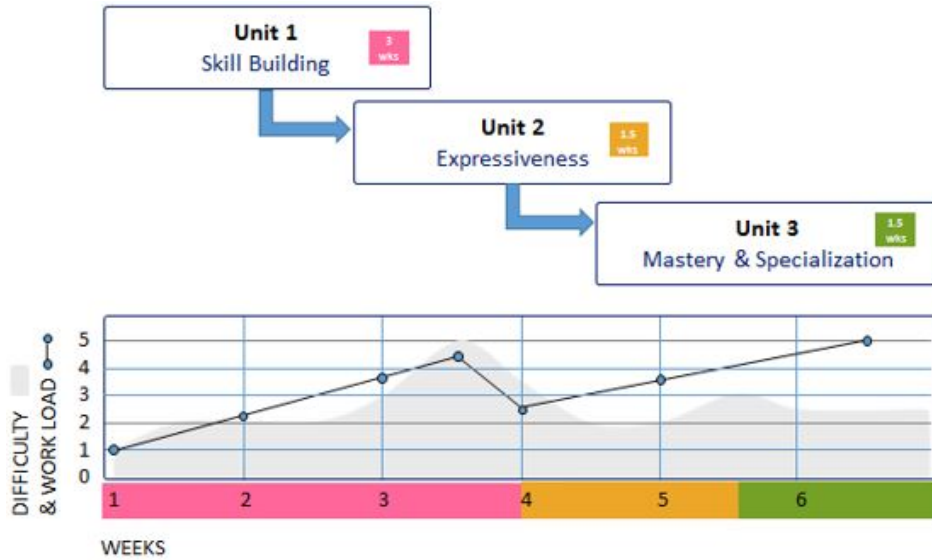 Unit 1
Skill Building
3
wks
Unit 2
Expressiveness
1.5
wks
Unit 3
Mastery & Specialization
1.5
wks
DIFFICULTY
& WORK LOAD
5
4
3
2
1
0
1 2 3 4 5 6
WEEKS